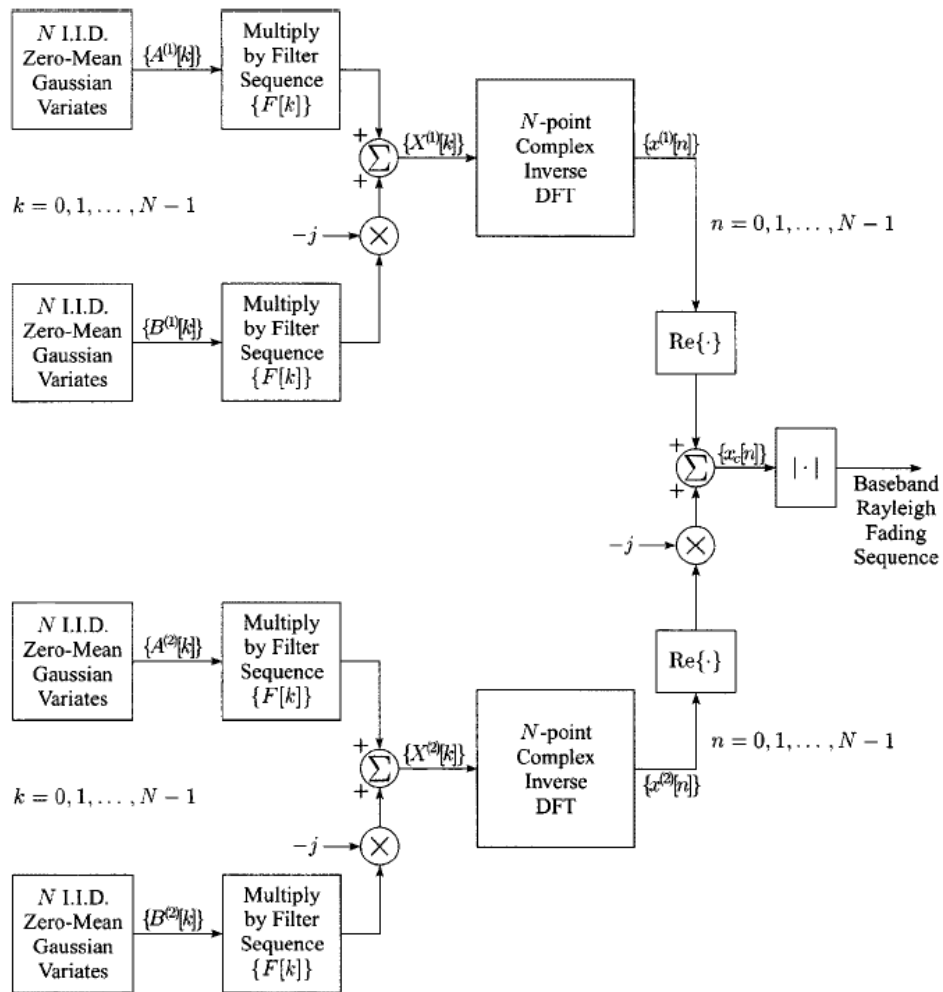 N I.I.D.
Zero-Mean
Gaussian
Variates
{A^(1)[k]}
Multiply
by Filter
Sequence
{F[k]}
+
Σ
+
{X^(1)[k]}
N-point
Complex
Inverse
DFT
{x^(1)[n]}
k = 0, 1, . . . , N − 1
−j
×
n = 0, 1, . . . , N − 1
N I.I.D.
Zero-Mean
Gaussian
Variates
{B^(1)[k]}
Multiply
by Filter
Sequence
{F[k]}
Re{·}
+
Σ
+
{x_c[n]}
| · |
Baseband
Rayleigh
Fading
Sequence
−j
×
N I.I.D.
Zero-Mean
Gaussian
Variates
{A^(2)[k]}
Multiply
by Filter
Sequence
{F[k]}
Re{·}
+
Σ
+
{X^(2)[k]}
N-point
Complex
Inverse
DFT
{x^(2)[n]}
n = 0, 1, . . . , N − 1
k = 0, 1, . . . , N − 1
−j
×
N I.I.D.
Zero-Mean
Gaussian
Variates
{B^(2)[k]}
Multiply
by Filter
Sequence
{F[k]}